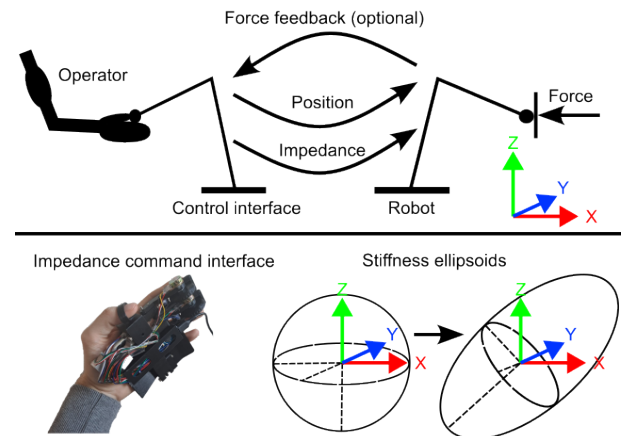 Force feedback (optional)
Operator
Position
Force
Impedance
Z
Y
X
Control interface
Robot
Impedance command interface
Stiffness ellipsoids
Z
Y
X
Z
Y
X